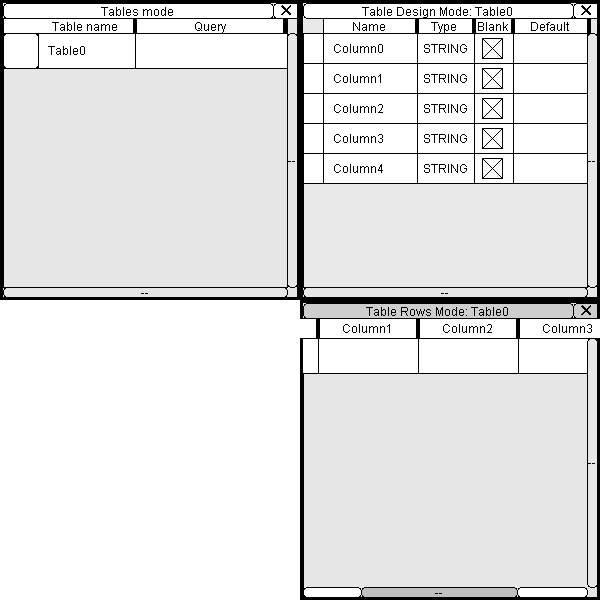 Tables mode
Table name Query
Table0
--
--
Table Design Mode: Table0
Name Type Blank Default
Column0 STRING
Column1 STRING
Column2 STRING
Column3 STRING
Column4 STRING
--
--
Table Rows Mode: Table0
Column1 Column2 Column3
--
--